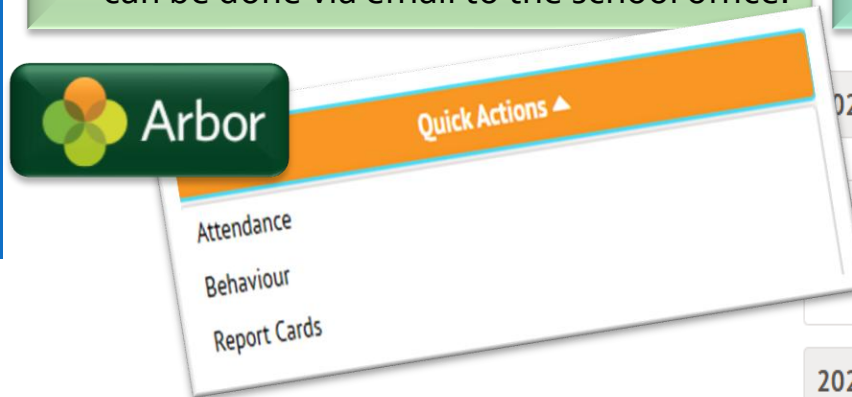 can be done via email to the school office.
Arbor
Quick Actions ▲
Attendance
Behaviour
Report Cards